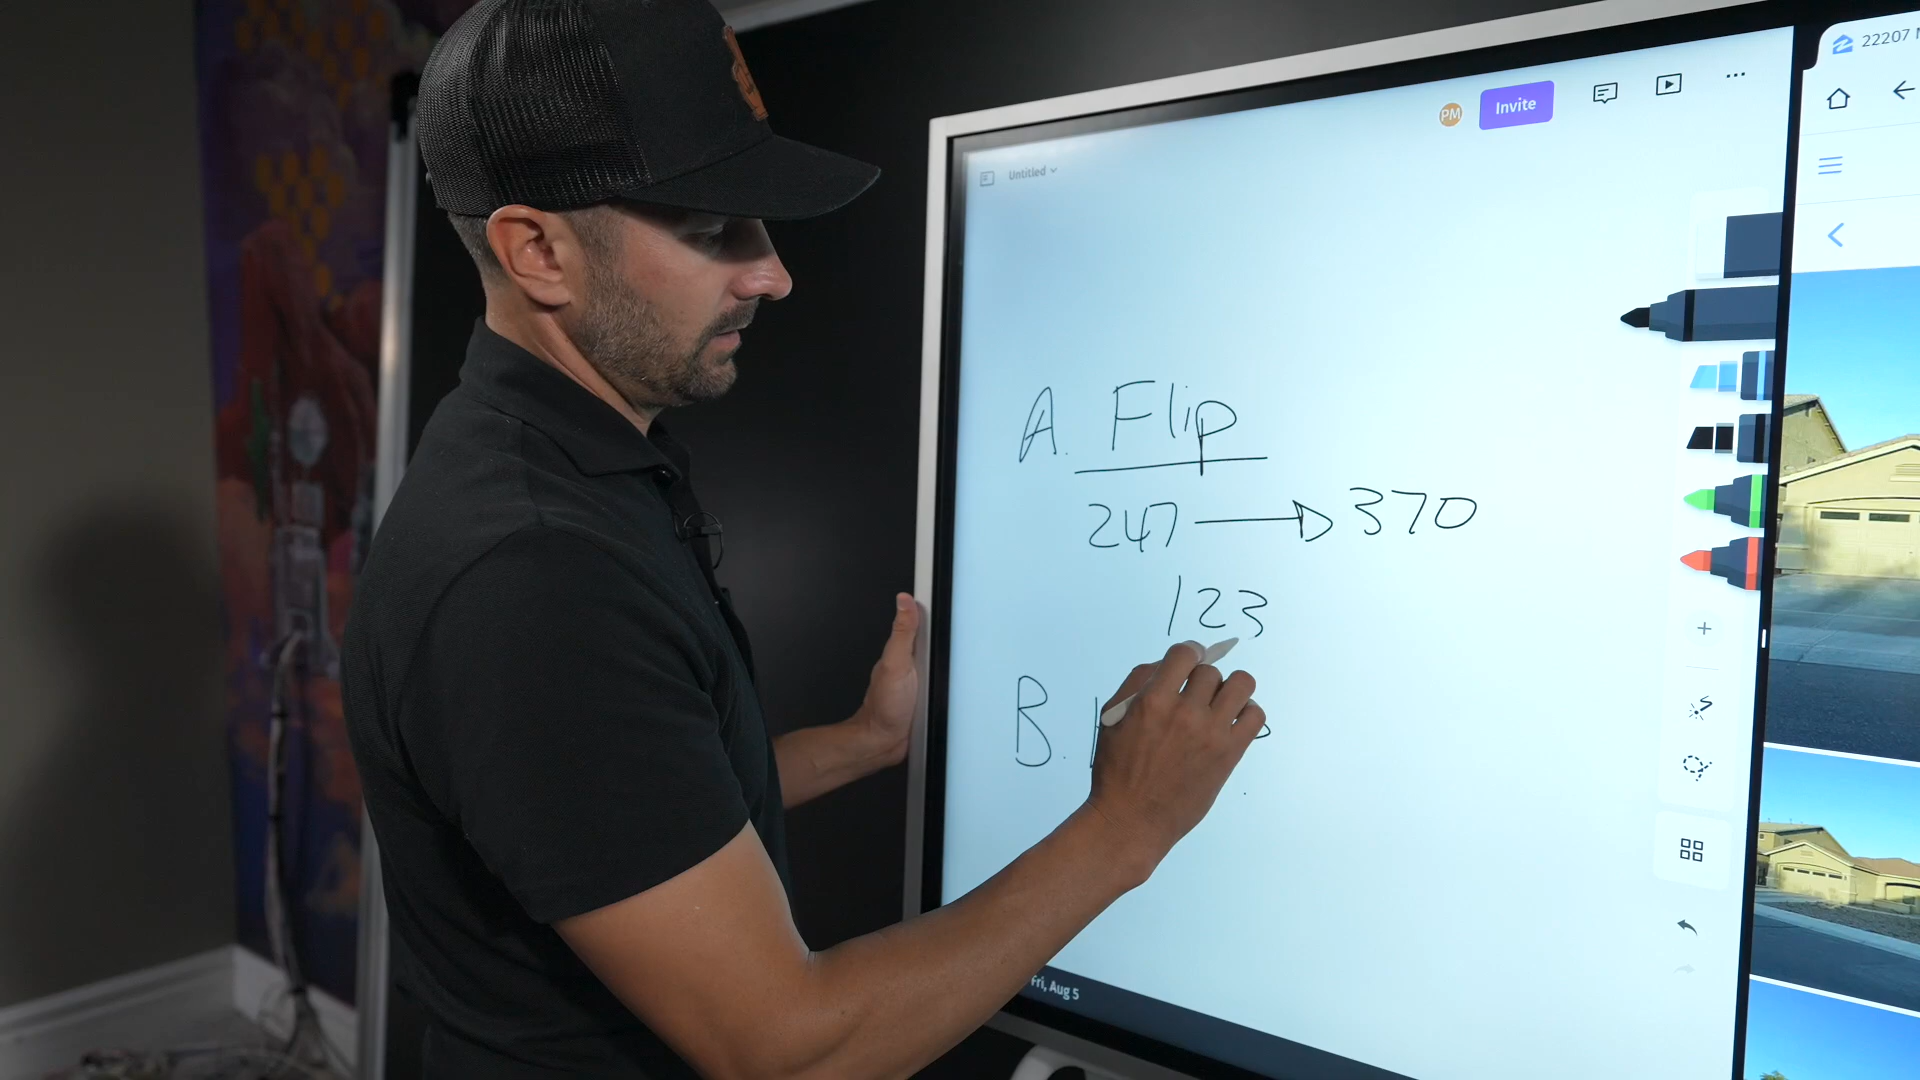 22207
PM
Invite
Untitled
A. Flip
247 → 370
123
B.
Fri, Aug 5